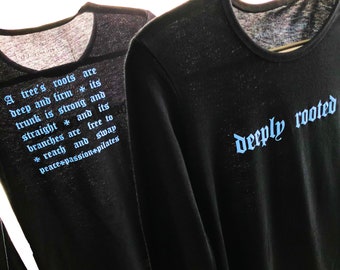 A tree's roots are
deep and firm * its
trunk is strong and
straight * and its
branches are free to
* reach and sway
peace+passion+pilates
deeply rooted